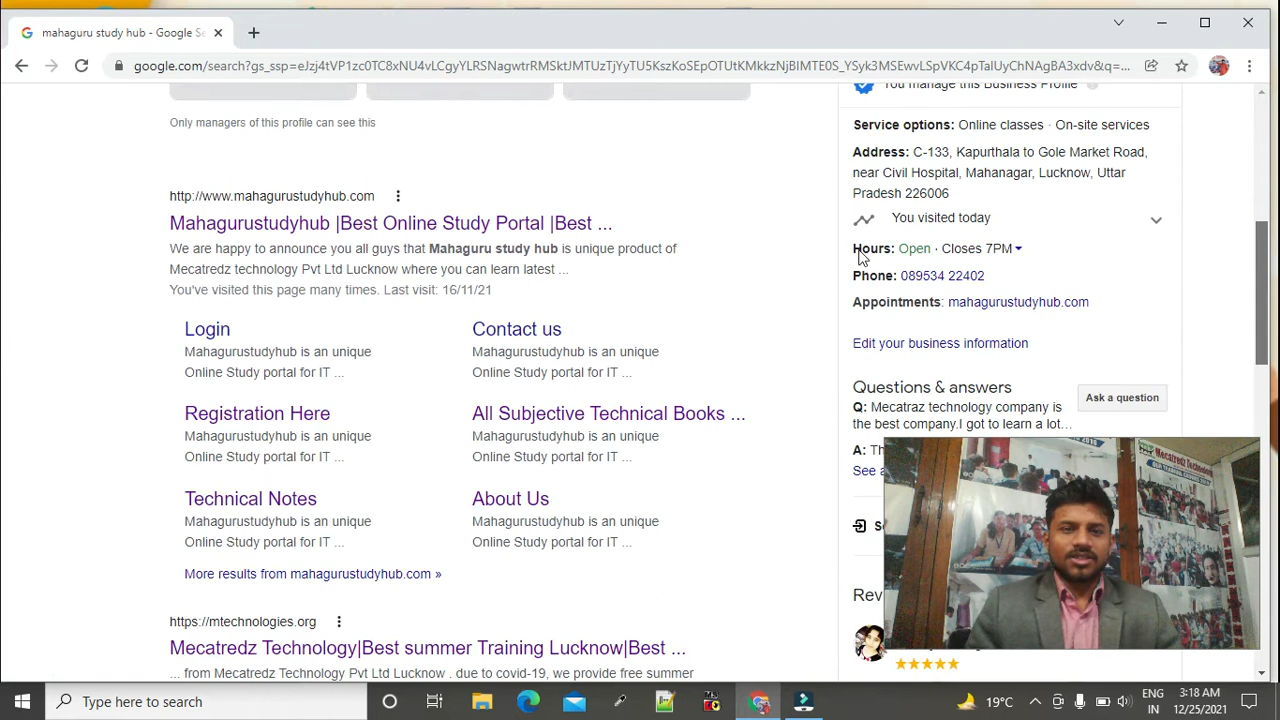 mahaguru study hub - Google Se
google.com/search?gs_ssp=eJzj4tVP1zc0TC8xNU4vLCgyYLRSNagwtrRMSktJMTUzTjYyTU5KszKoSEpOTUtKMkkzNjBIMTE0S_YSyk3MSEwvLSpVKC4pTalUyChNAgBA3xdv&q=...
Only managers of this profile can see this
http://www.mahagurustudyhub.com
Mahagurustudyhub |Best Online Study Portal |Best ...
We are happy to announce you all guys that Mahaguru study hub is unique product of
Mecatredz technology Pvt Ltd Lucknow where you can learn latest ...
You've visited this page many times. Last visit: 16/11/21
Login
Mahagurustudyhub is an unique
Online Study portal for IT ...
Contact us
Mahagurustudyhub is an unique
Online Study portal for IT ...
Registration Here
Mahagurustudyhub is an unique
Online Study portal for IT ...
All Subjective Technical Books ...
Mahagurustudyhub is an unique
Online Study portal for IT ...
Technical Notes
Mahagurustudyhub is an unique
Online Study portal for IT ...
About Us
Mahagurustudyhub is an unique
Online Study portal for IT ...
More results from mahagurustudyhub.com »
https://mtechnologies.org
Mecatredz Technology|Best summer Training Lucknow|Best ...
... from Mecatredz Technology Pvt Ltd Lucknow . due to covid-19, we provide free summer
You manage this Business Profile
Service options: Online classes · On-site services
Address: C-133, Kapurthala to Gole Market Road,
near Civil Hospital, Mahanagar, Lucknow, Uttar
Pradesh 226006
You visited today
Hours: Open · Closes 7PM
Phone: 089534 22402
Appointments: mahagurustudyhub.com
Edit your business information
Questions & answers
Ask a question
Q: Mecatraz technology company is
the best company.I got to learn a lot...
A: Th
See a
S
Rev
Mecatredz Technology
Type here to search
19°C
ENG
IN
3:18 AM
12/25/2021